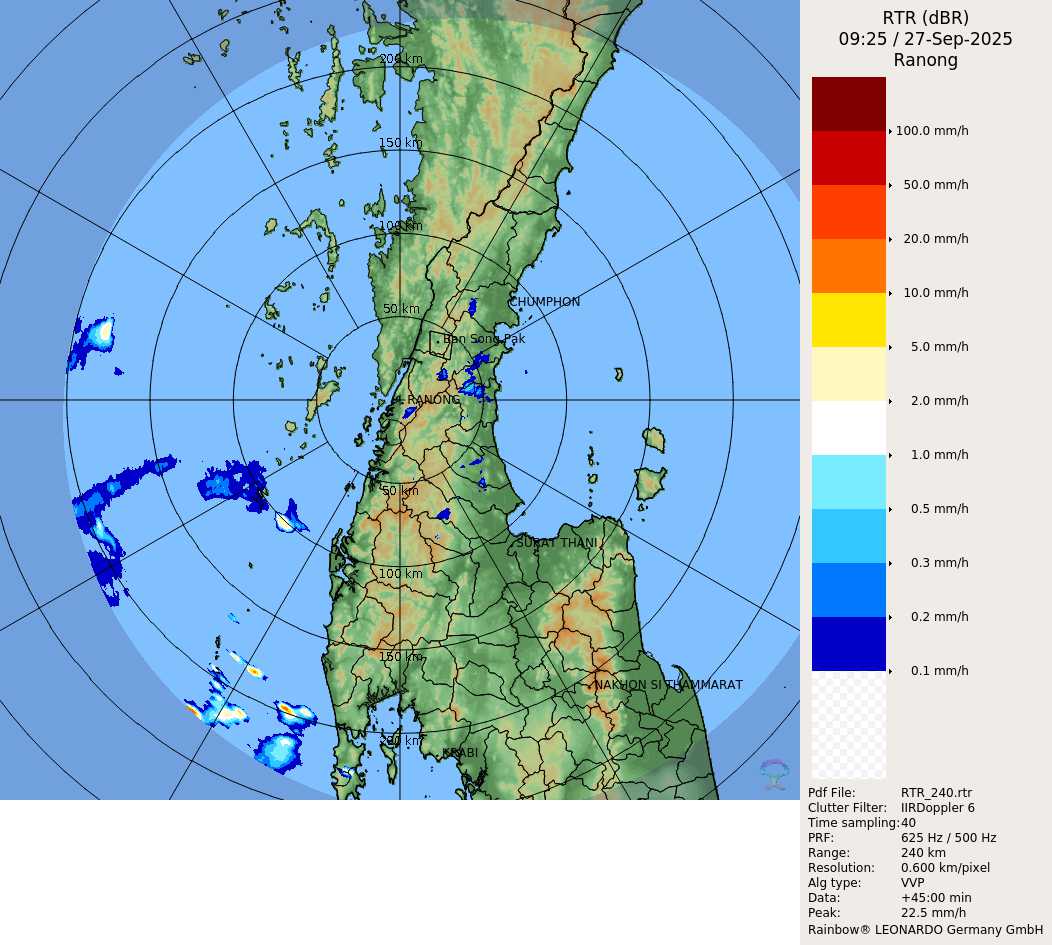 RTR (dBR)
09:25 / 27-Sep-2025
Ranong
100.0 mm/h
50.0 mm/h
20.0 mm/h
10.0 mm/h
5.0 mm/h
2.0 mm/h
1.0 mm/h
0.5 mm/h
0.3 mm/h
0.2 mm/h
0.1 mm/h
Pdf File: RTR_240.rtr
Clutter Filter: IIRDoppler 6
Time sampling: 40
PRF: 625 Hz / 500 Hz
Range: 240 km
Resolution: 0.600 km/pixel
Alg type: VVP
Data: +45:00 min
Peak: 22.5 mm/h
Rainbow® LEONARDO Germany GmbH
200 km
150 km
100 km
CHUMPHON
50 km
Ban Song Pak
RANONG
50 km
SURAT THANI
100 km
150 km
NAKHON SI THAMMARAT
200 km
KRABI